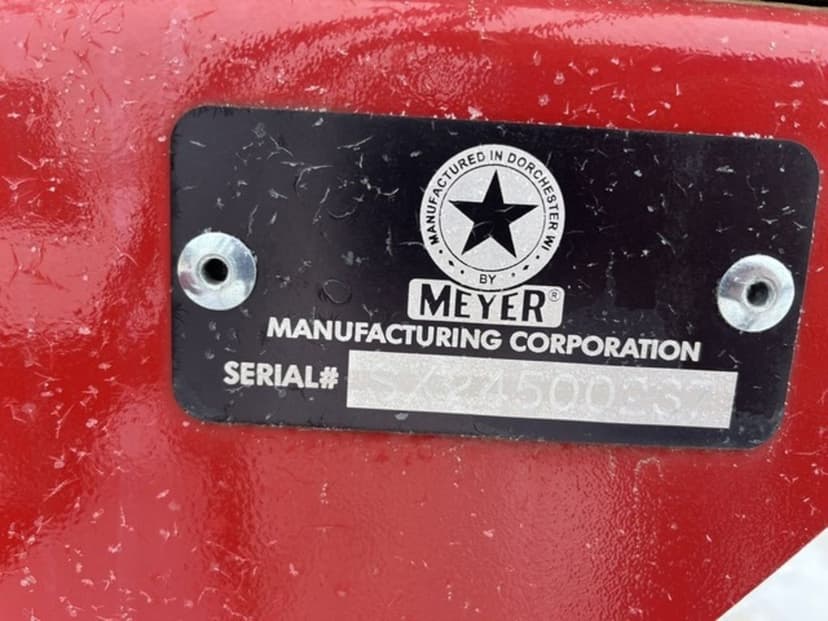 MANUFACTURED IN DORCHESTER WI
BY
MEYER®
MANUFACTURING CORPORATION
SERIAL#